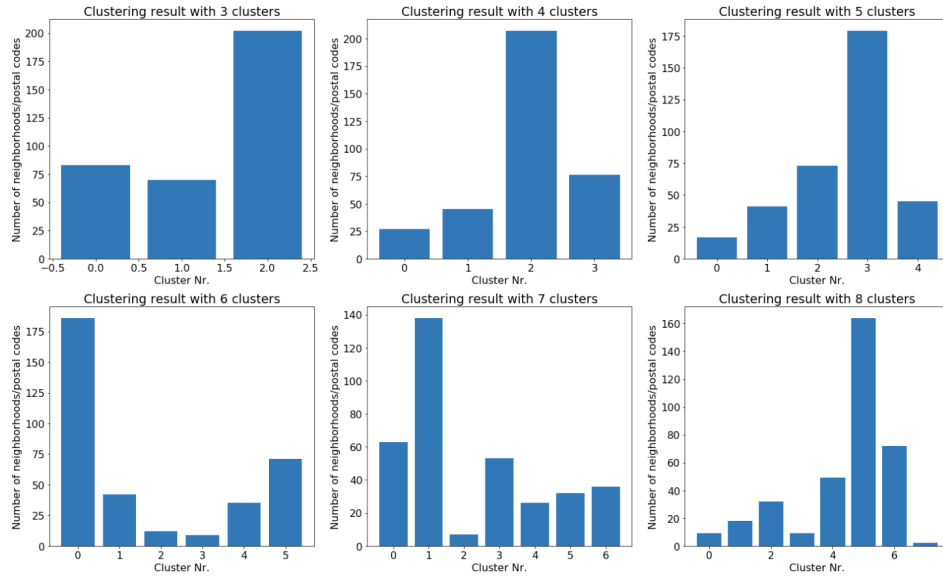 Clustering result with 3 clusters
Number of neighborhoods/postal codes
200
175
150
125
100
75
50
25
0
−0.5 0.0 0.5 1.0 1.5 2.0 2.5
Cluster Nr.
Clustering result with 4 clusters
Number of neighborhoods/postal codes
200
175
150
125
100
75
50
25
0
0 1 2 3
Cluster Nr.
Clustering result with 5 clusters
Number of neighborhoods/postal codes
175
150
125
100
75
50
25
0
0 1 2 3 4
Cluster Nr.
Clustering result with 6 clusters
Number of neighborhoods/postal codes
175
150
125
100
75
50
25
0
0 1 2 3 4 5
Cluster Nr.
Clustering result with 7 clusters
Number of neighborhoods/postal codes
140
120
100
80
60
40
20
0
0 1 2 3 4 5 6
Cluster Nr.
Clustering result with 8 clusters
Number of neighborhoods/postal codes
160
140
120
100
80
60
40
20
0
0 2 4 6
Cluster Nr.